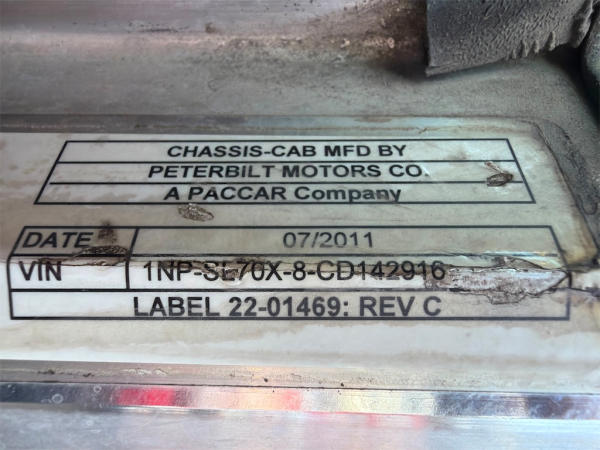 CHASSIS-CAB MFD BY
PETERBILT MOTORS CO.
A PACCAR Company
DATE 07/2011
VIN 1NP-SL70X-8-CD142916
LABEL 22-01469: REV C